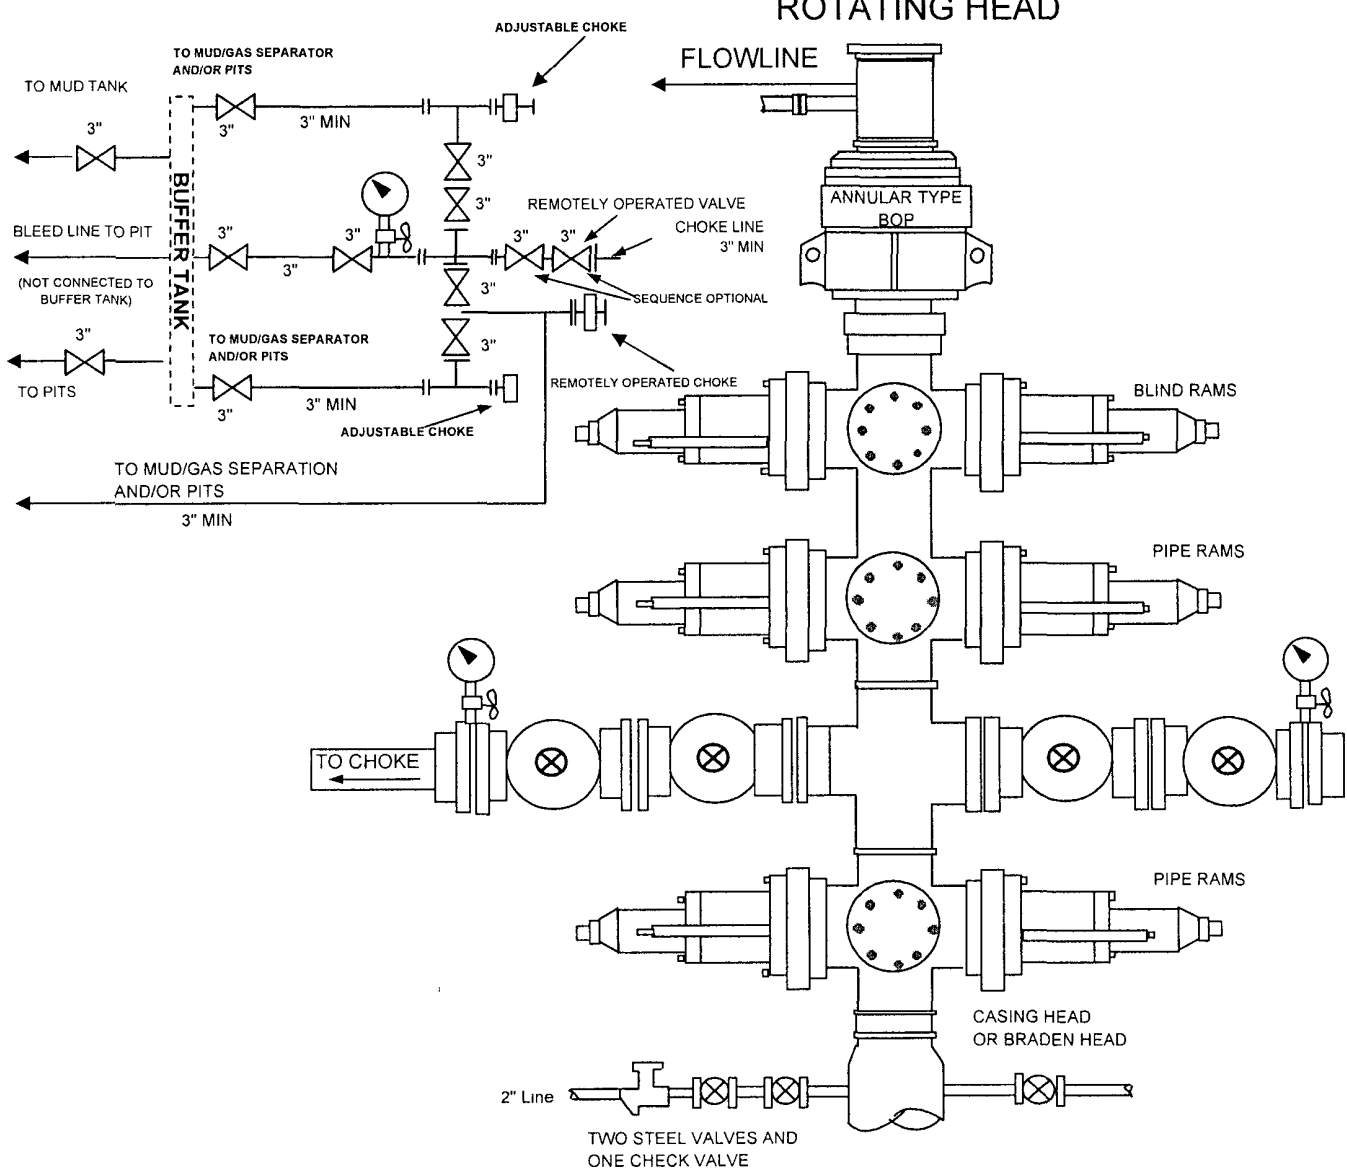 ROTATING HEAD
ADJUSTABLE CHOKE
TO MUD/GAS SEPARATOR
AND/OR PITS
FLOWLINE
TO MUD TANK
3"
3"
3" MIN
3"
BUFFER TANK
3"
ANNULAR TYPE
BOP
REMOTELY OPERATED VALVE
CHOKE LINE
3" MIN
BLEED LINE TO PIT
3"
3"
3"
3"
3"
(NOT CONNECTED TO
BUFFER TANK)
3"
SEQUENCE OPTIONAL
3"
TO MUD/GAS SEPARATOR
AND/OR PITS
3"
TO PITS
REMOTELY OPERATED CHOKE
3"
3" MIN
ADJUSTABLE CHOKE
BLIND RAMS
TO MUD/GAS SEPARATION
AND/OR PITS
3" MIN
PIPE RAMS
TO CHOKE
PIPE RAMS
CASING HEAD
OR BRADEN HEAD
2" Line
TWO STEEL VALVES AND
ONE CHECK VALVE